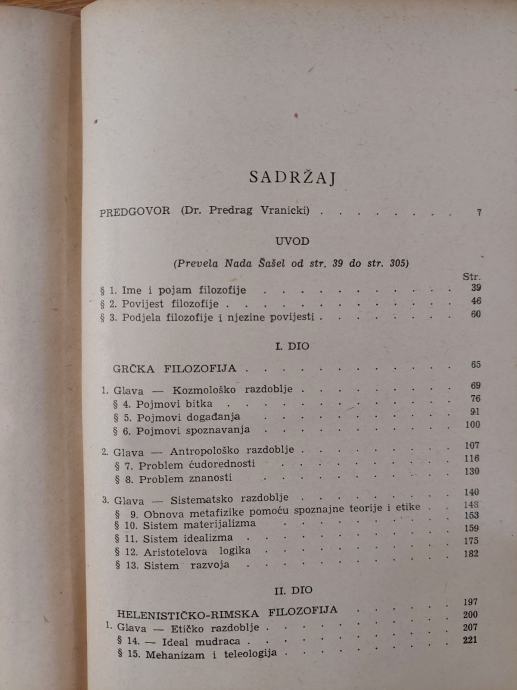 SADRŽAJ
PREDGOVOR (Dr. Predrag Vranicki) . . . . . . . . 7
UVOD
(Prevela Nada Šašel od str. 39 do str. 305)
Str.
§ 1. Ime i pojam filozofije . . . . . . . . 39
§ 2. Povijest filozofije . . . . . . . . . 46
§ 3. Podjela filozofije i njezine povijesti . . . . . . 60
I. DIO
GRČKA FILOZOFIJA . . . . . . . . . 65
1. Glava — Kozmološko razdoblje . . . . . . . 69
§ 4. Pojmovi bitka . . . . . . . . . 76
§ 5. Pojmovi događanja . . . . . . . . 91
§ 6. Pojmovi spoznavanja . . . . . . . . 100
2. Glava — Antropološko razdoblje . . . . . . . 107
§ 7. Problem ćudorednosti . . . . . . . 116
§ 8. Problem znanosti . . . . . . . . 130
3. Glava — Sistematsko razdoblje . . . . . . . 140
§ 9. Obnova metafizike pomoću spoznajne teorije i etike . . 148
§ 10. Sistem materijalizma . . . . . . . 153
§ 11. Sistem idealizma . . . . . . . . 159
§ 12. Aristotelova logika . . . . . . . . 175
§ 13. Sistem razvoja . . . . . . . . . 182
II. DIO
HELENISTIČKO-RIMSKA FILOZOFIJA . . . . . 197
1. Glava — Etičko razdoblje . . . . . . . . 200
§ 14. — Ideal mudraca . . . . . . . . 207
§ 15. Mehanizam i teleologija . . . . . . . 221